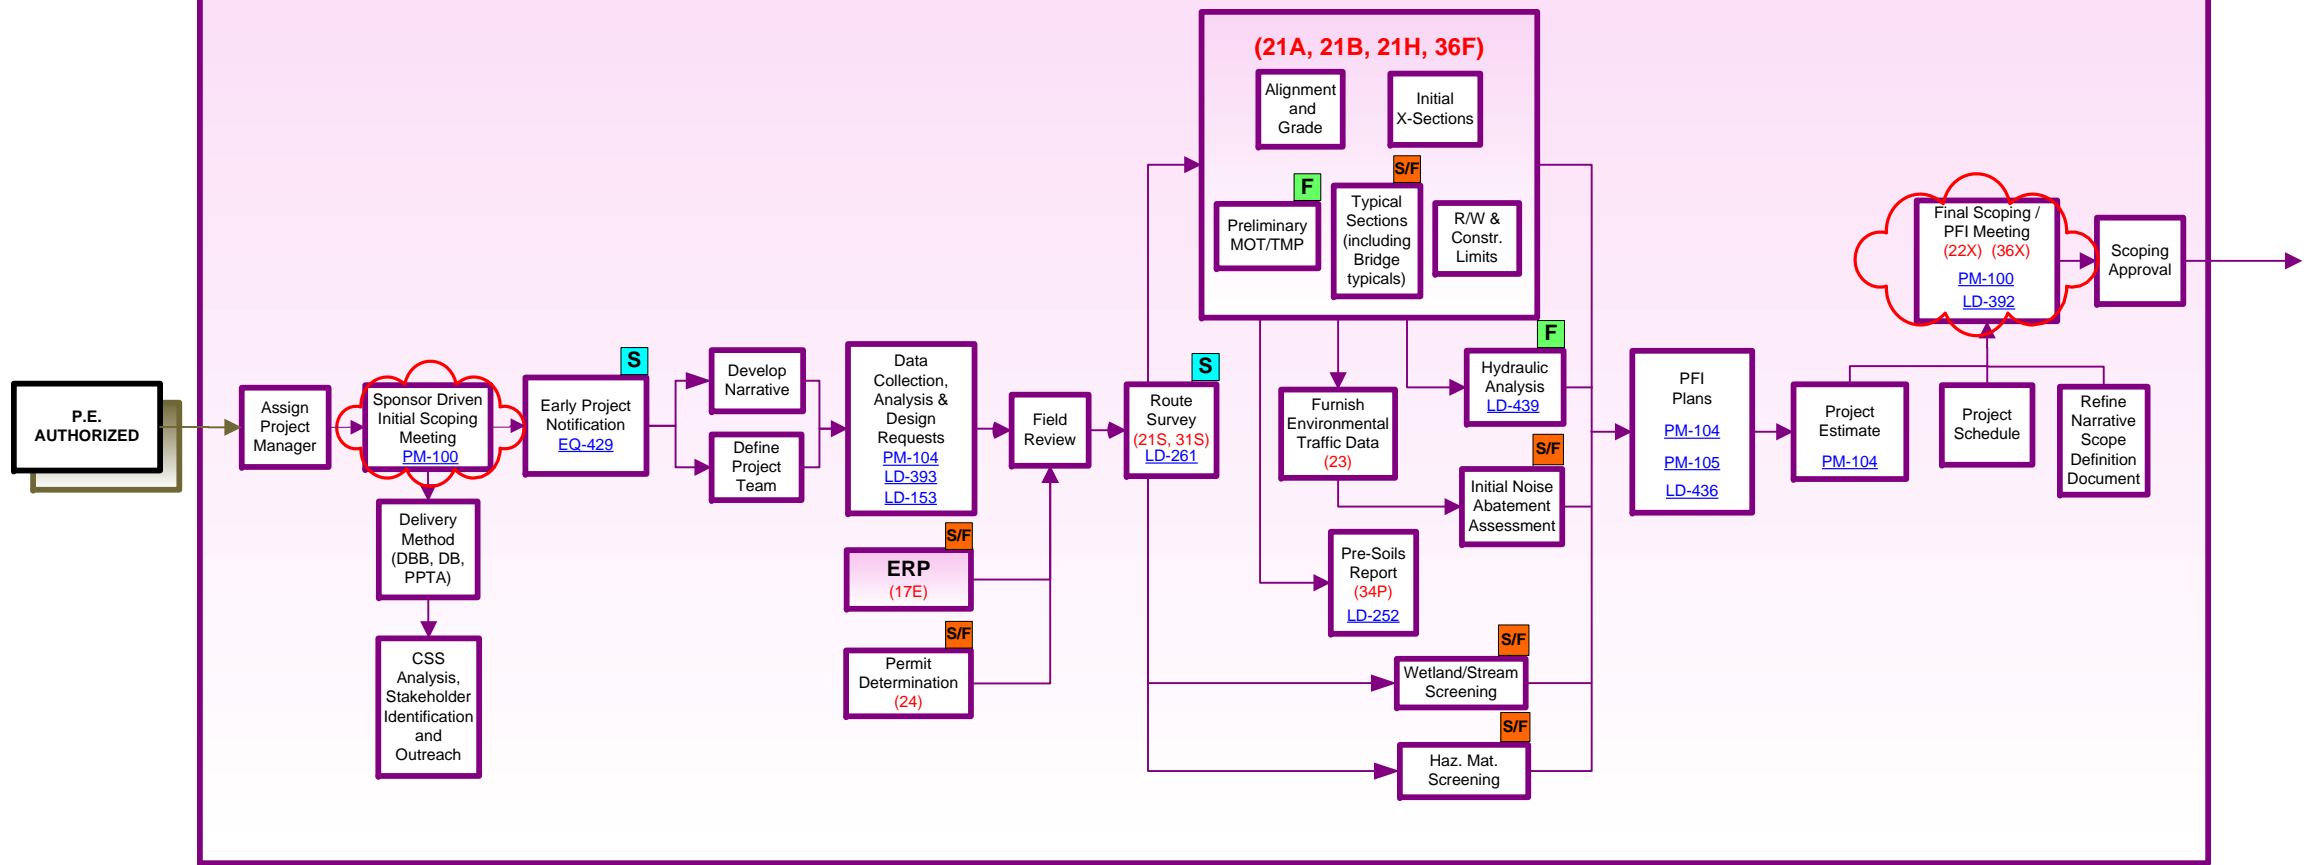 P.E.
AUTHORIZED
Assign
Project
Manager
Sponsor Driven
Initial Scoping
Meeting
PM-100
Delivery
Method
(DBB, DB,
PPTA)
CSS
Analysis,
Stakeholder
Identification
and
Outreach
S
Early Project
Notification
EQ-429
Develop
Narrative
Define
Project
Team
Data
Collection,
Analysis &
Design
Requests
PM-104
LD-393
LD-153
S/F
ERP
(17E)
S/F
Permit
Determination
(24)
Field
Review
S
Route
Survey
(21S, 31S)
LD-261
(21A, 21B, 21H, 36F)
Alignment
and
Grade
Initial
X-Sections
F
Preliminary
MOT/TMP
S/F
Typical
Sections
(including
Bridge
typicals)
R/W &
Constr.
Limits
F
Hydraulic
Analysis
LD-439
Furnish
Environmental
Traffic Data
(23)
S/F
Initial Noise
Abatement
Assessment
Pre-Soils
Report
(34P)
LD-252
S/F
Wetland/Stream
Screening
S/F
Haz. Mat.
Screening
PFI
Plans
PM-104
PM-105
LD-436
Project
Estimate
PM-104
Project
Schedule
Refine
Narrative
Scope
Definition
Document
Final Scoping /
PFI Meeting
(22X) (36X)
PM-100
LD-392
Scoping
Approval